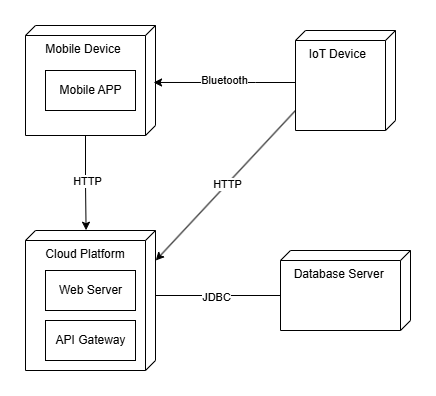 Mobile Device
IoT Device
Mobile APP
Bluetooth
HTTP
HTTP
Cloud Platform
Web Server
API Gateway
JDBC
Database Server